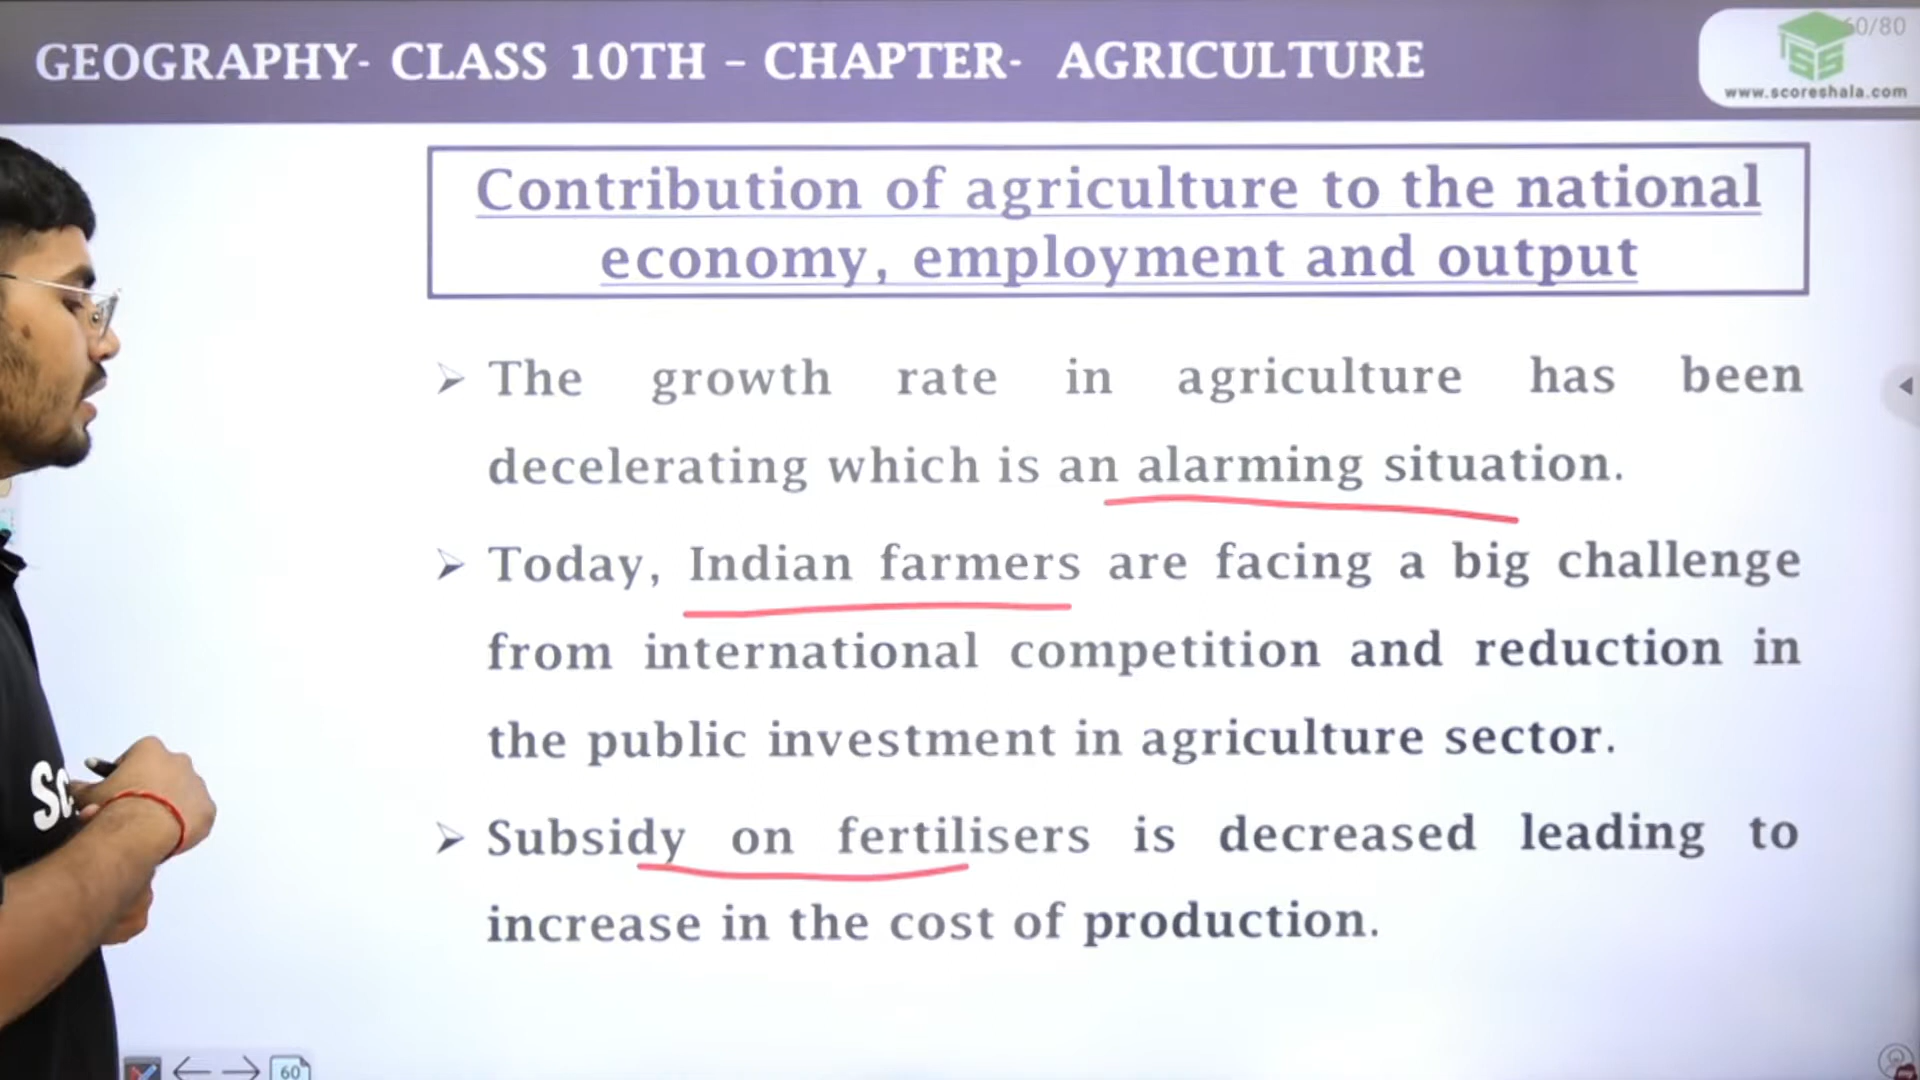 GEOGRAPHY- CLASS 10TH – CHAPTER- AGRICULTURE
60/80
www.scoreshala.com
Contribution of agriculture to the national
economy, employment and output
The growth rate in agriculture has been
decelerating which is an alarming situation.
Today, Indian farmers are facing a big challenge
from international competition and reduction in
the public investment in agriculture sector.
Subsidy on fertilisers is decreased leading to
increase in the cost of production.
Sc
60